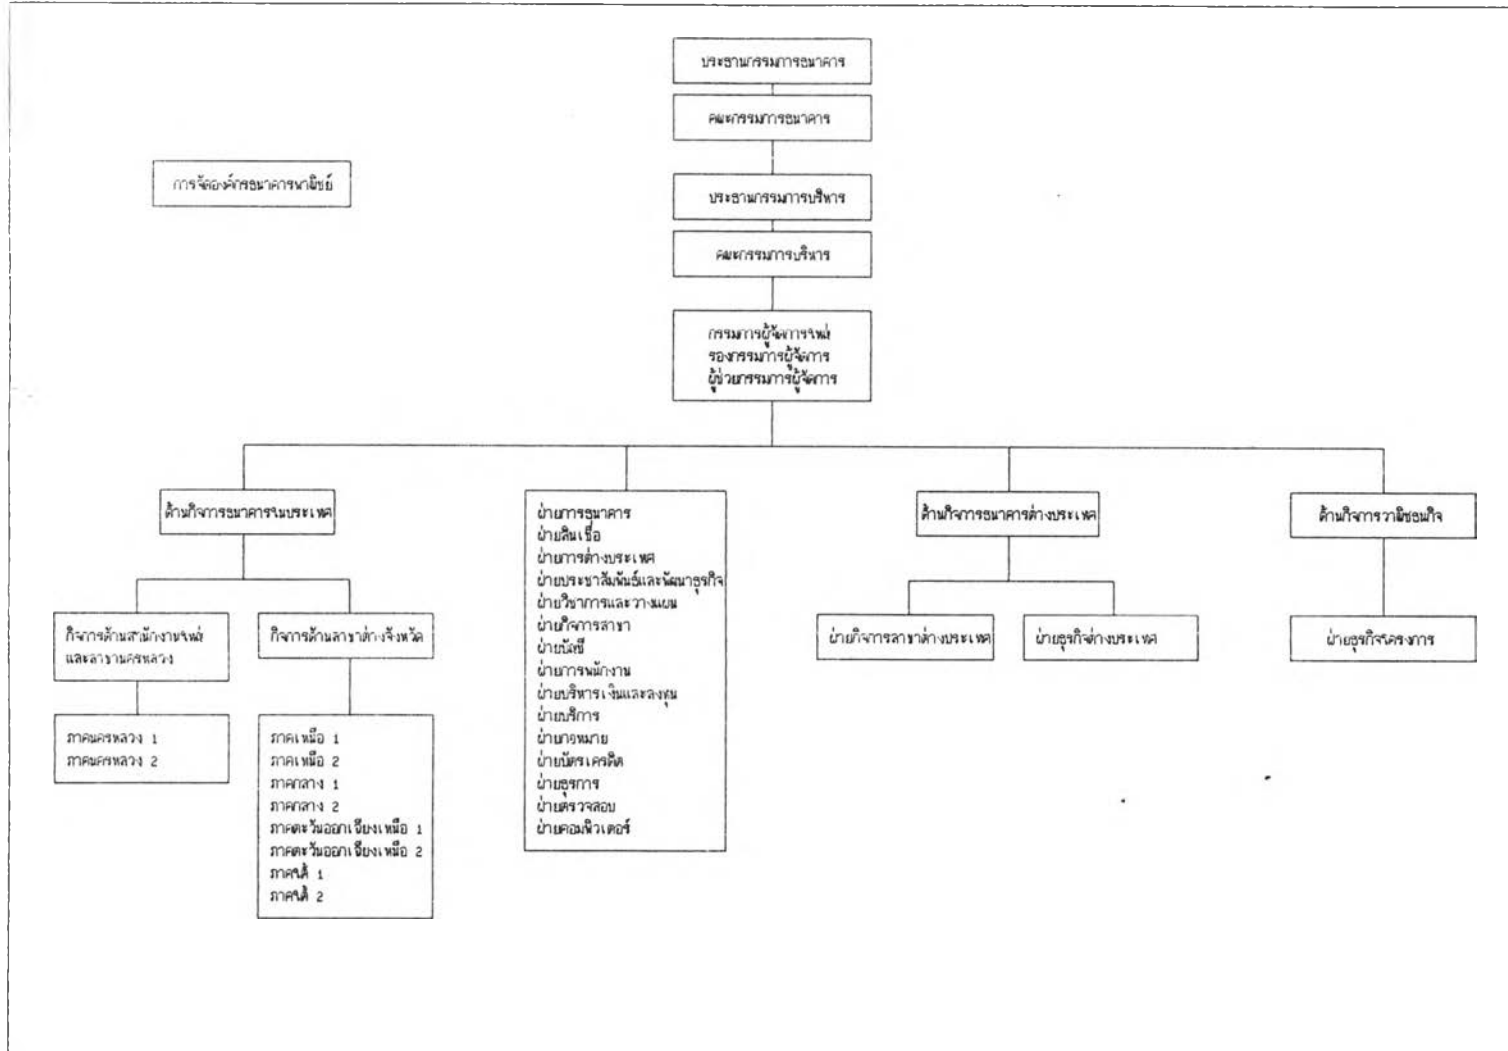 ประธานกรรมการธนาคาร
คณะกรรมการธนาคาร
การจัดองค์กรธนาคารพาณิชย์
ประธานกรรมการบริหาร
คณะกรรมการบริหาร
กรรมการผู้จัดการใหญ่
รองกรรมการผู้จัดการ
ผู้ช่วยกรรมการผู้จัดการ
ด้านกิจการธนาคารในประเทศ
กิจการด้านสำนักงานใหญ่
และสาขานครหลวง
ภาคนครหลวง 1
ภาคนครหลวง 2
กิจการด้านสาขาต่างจังหวัด
ภาคเหนือ 1
ภาคเหนือ 2
ภาคกลาง 1
ภาคกลาง 2
ภาคตะวันออกเฉียงเหนือ 1
ภาคตะวันออกเฉียงเหนือ 2
ภาคใต้ 1
ภาคใต้ 2
ฝ่ายการธนาคาร
ฝ่ายสินเชื่อ
ฝ่ายการต่างประเทศ
ฝ่ายประชาสัมพันธ์และพัฒนาธุรกิจ
ฝ่ายวิชาการและวางแผน
ฝ่ายกิจการสาขา
ฝ่ายบัญชี
ฝ่ายการพนักงาน
ฝ่ายบริหารเงินและลงทุน
ฝ่ายบริการ
ฝ่ายกฎหมาย
ฝ่ายบัตรเครดิต
ฝ่ายธุรการ
ฝ่ายตรวจสอบ
ฝ่ายคอมพิวเตอร์
ด้านกิจการธนาคารต่างประเทศ
ฝ่ายกิจการสาขาต่างประเทศ
ฝ่ายธุรกิจต่างประเทศ
ด้านกิจการวาณิชธนกิจ
ฝ่ายธุรกิจโครงการ